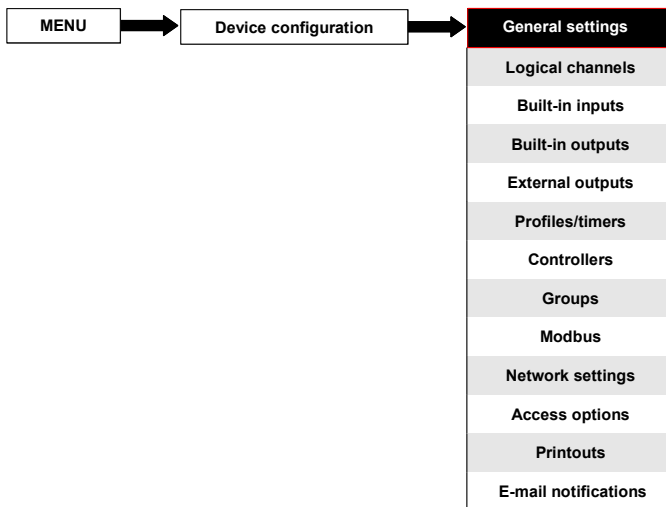 MENU
Device configuration
General settings
Logical channels
Built-in inputs
Built-in outputs
External outputs
Profiles/timers
Controllers
Groups
Modbus
Network settings
Access options
Printouts
E-mail notifications